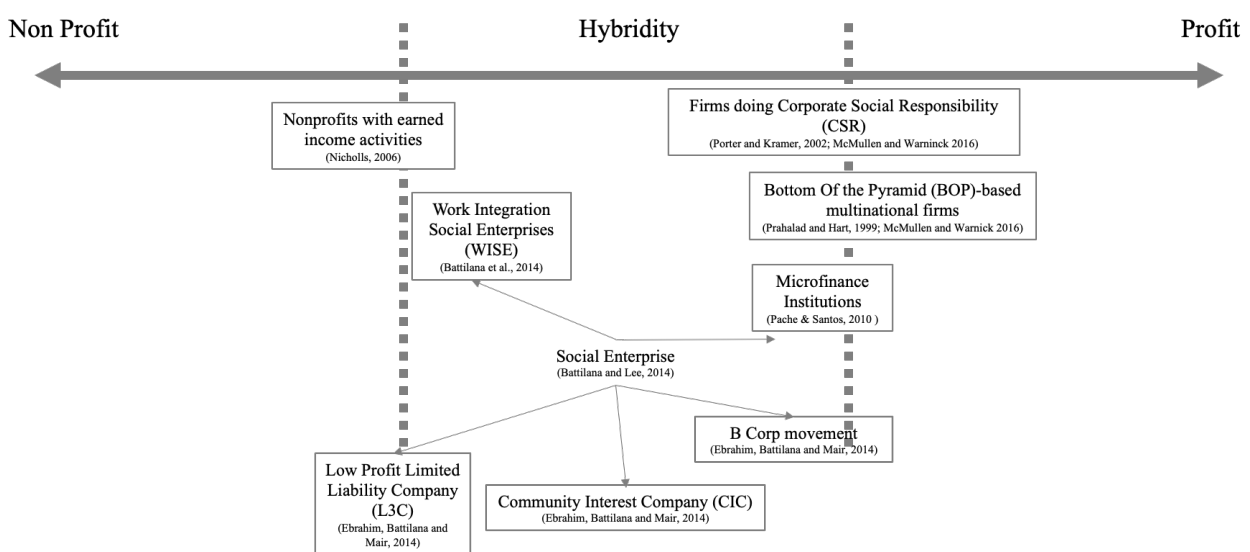 Non Profit
Hybridity
Profit
Nonprofits with earned
income activities
(Nicholls, 2006)
Firms doing Corporate Social Responsibility
(CSR)
(Porter and Kramer, 2002; McMullen and Warninck 2016)
Bottom Of the Pyramid (BOP)-based
multinational firms
(Prahalad and Hart, 1999; McMullen and Warnick 2016)
Work Integration
Social Enterprises
(WISE)
(Battilana et al., 2014)
Microfinance
Institutions
(Pache & Santos, 2010 )
Social Enterprise
(Battilana and Lee, 2014)
B Corp movement
(Ebrahim, Battilana and Mair, 2014)
Low Profit Limited
Liability Company
(L3C)
(Ebrahim, Battilana and
Mair, 2014)
Community Interest Company (CIC)
(Ebrahim, Battilana and Mair, 2014)